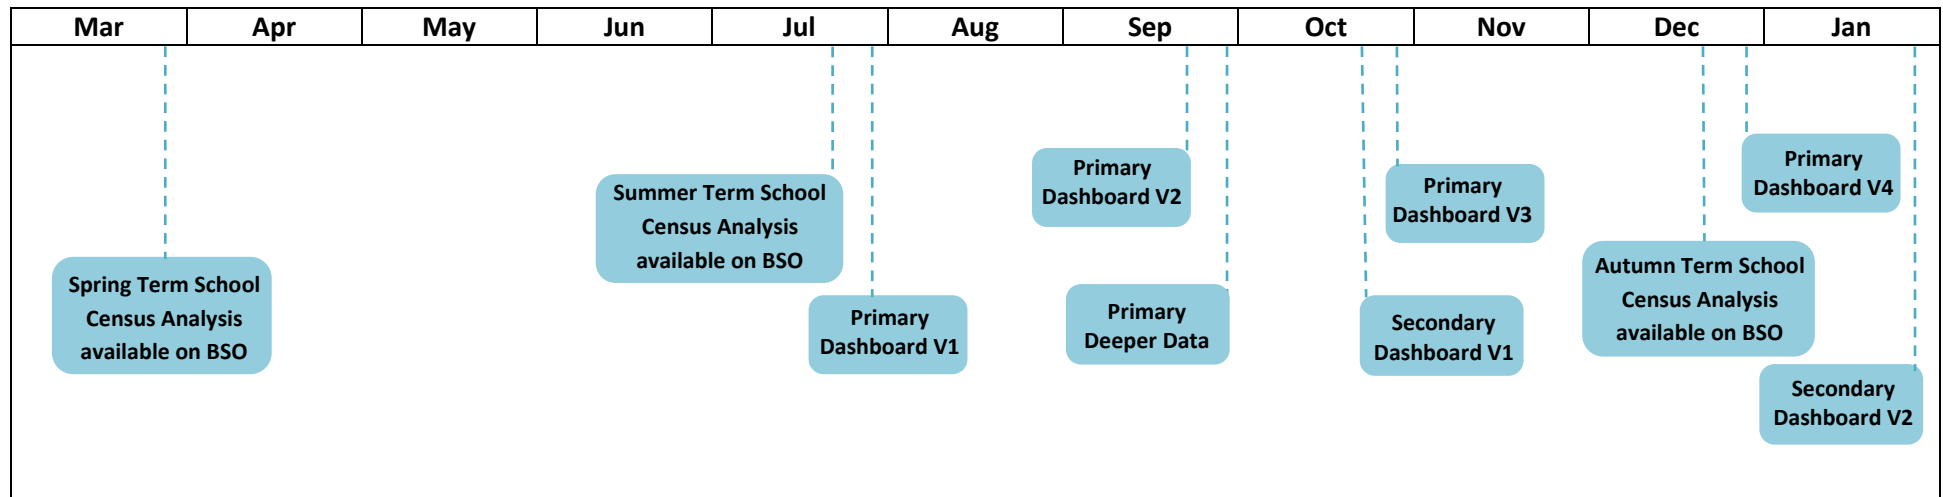 Mar Apr May Jun Jul Aug Sep Oct Nov Dec Jan
Spring Term School
Census Analysis
available on BSO
Summer Term School
Census Analysis
available on BSO
Primary
Dashboard V1
Primary
Dashboard V2
Primary
Deeper Data
Primary
Dashboard V3
Secondary
Dashboard V1
Autumn Term School
Census Analysis
available on BSO
Primary
Dashboard V4
Secondary
Dashboard V2